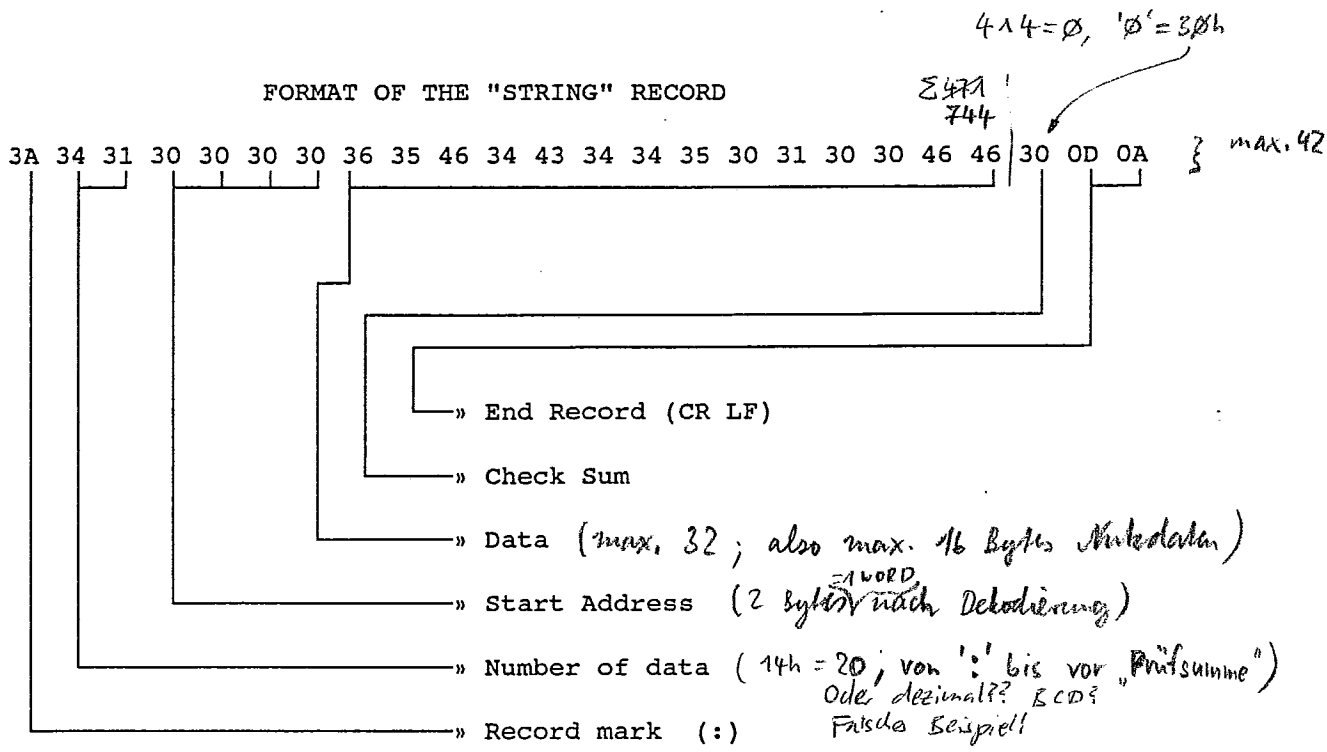 4∧4=Ø, 'Ø'=3Øh
FORMAT OF THE "STRING" RECORD
Σ471
744
3A 34 31 30 30 30 30 36 35 46 34 43 34 34 35 30 31 30 30 46 46 30 0D 0A } max. 42
» End Record (CR LF)
» Check Sum
» Data (max. 32; also max. 16 Bytes Nutzdaten)
=1 WORD
» Start Address (2 Bytes nach Dekodierung)
» Number of data (14h = 20; von ':' bis vor „Prüfsumme")
Oder dezimal?? BCD?
» Record mark (:) Falsches Beispiel!